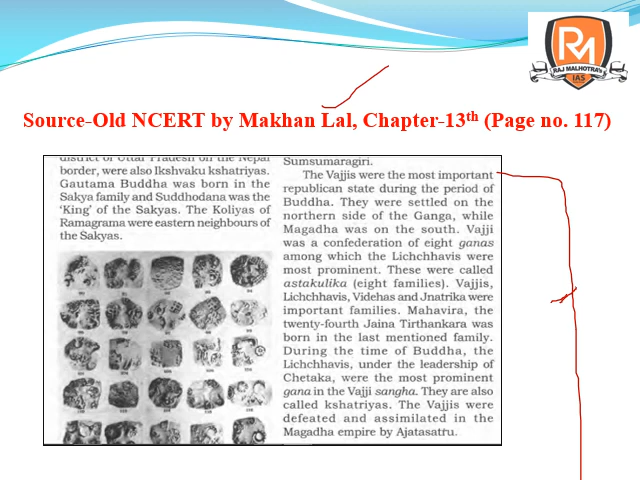 RM
RAJ MALHOTRA'S
IAS
Source-Old NCERT by Makhan Lal, Chapter-13th (Page no. 117)
district of Uttar Pradesh on the Nepal
border, were also Ikshvaku kshatriyas.
Gautama Buddha was born in the
Sakya family and Suddhodana was the
‘King’ of the Sakyas. The Koliyas of
Ramagrama were eastern neighbours of
the Sakyas.
Sumsumaragiri.
The Vajjis were the most important
republican state during the period of
Buddha. They were settled on the
northern side of the Ganga, while
Magadha was on the south. Vajji
was a confederation of eight ganas
among which the Lichchhavis were
most prominent. These were called
astakulika (eight families). Vajjis,
Lichchhavis, Videhas and Jnatrika were
important families. Mahavira, the
twenty-fourth Jaina Tirthankara was
born in the last mentioned family.
During the time of Buddha, the
Lichchhavis, under the leadership of
Chetaka, were the most prominent
gana in the Vajji sangha. They are also
called kshatriyas. The Vajjis were
defeated and assimilated in the
Magadha empire by Ajatasatru.